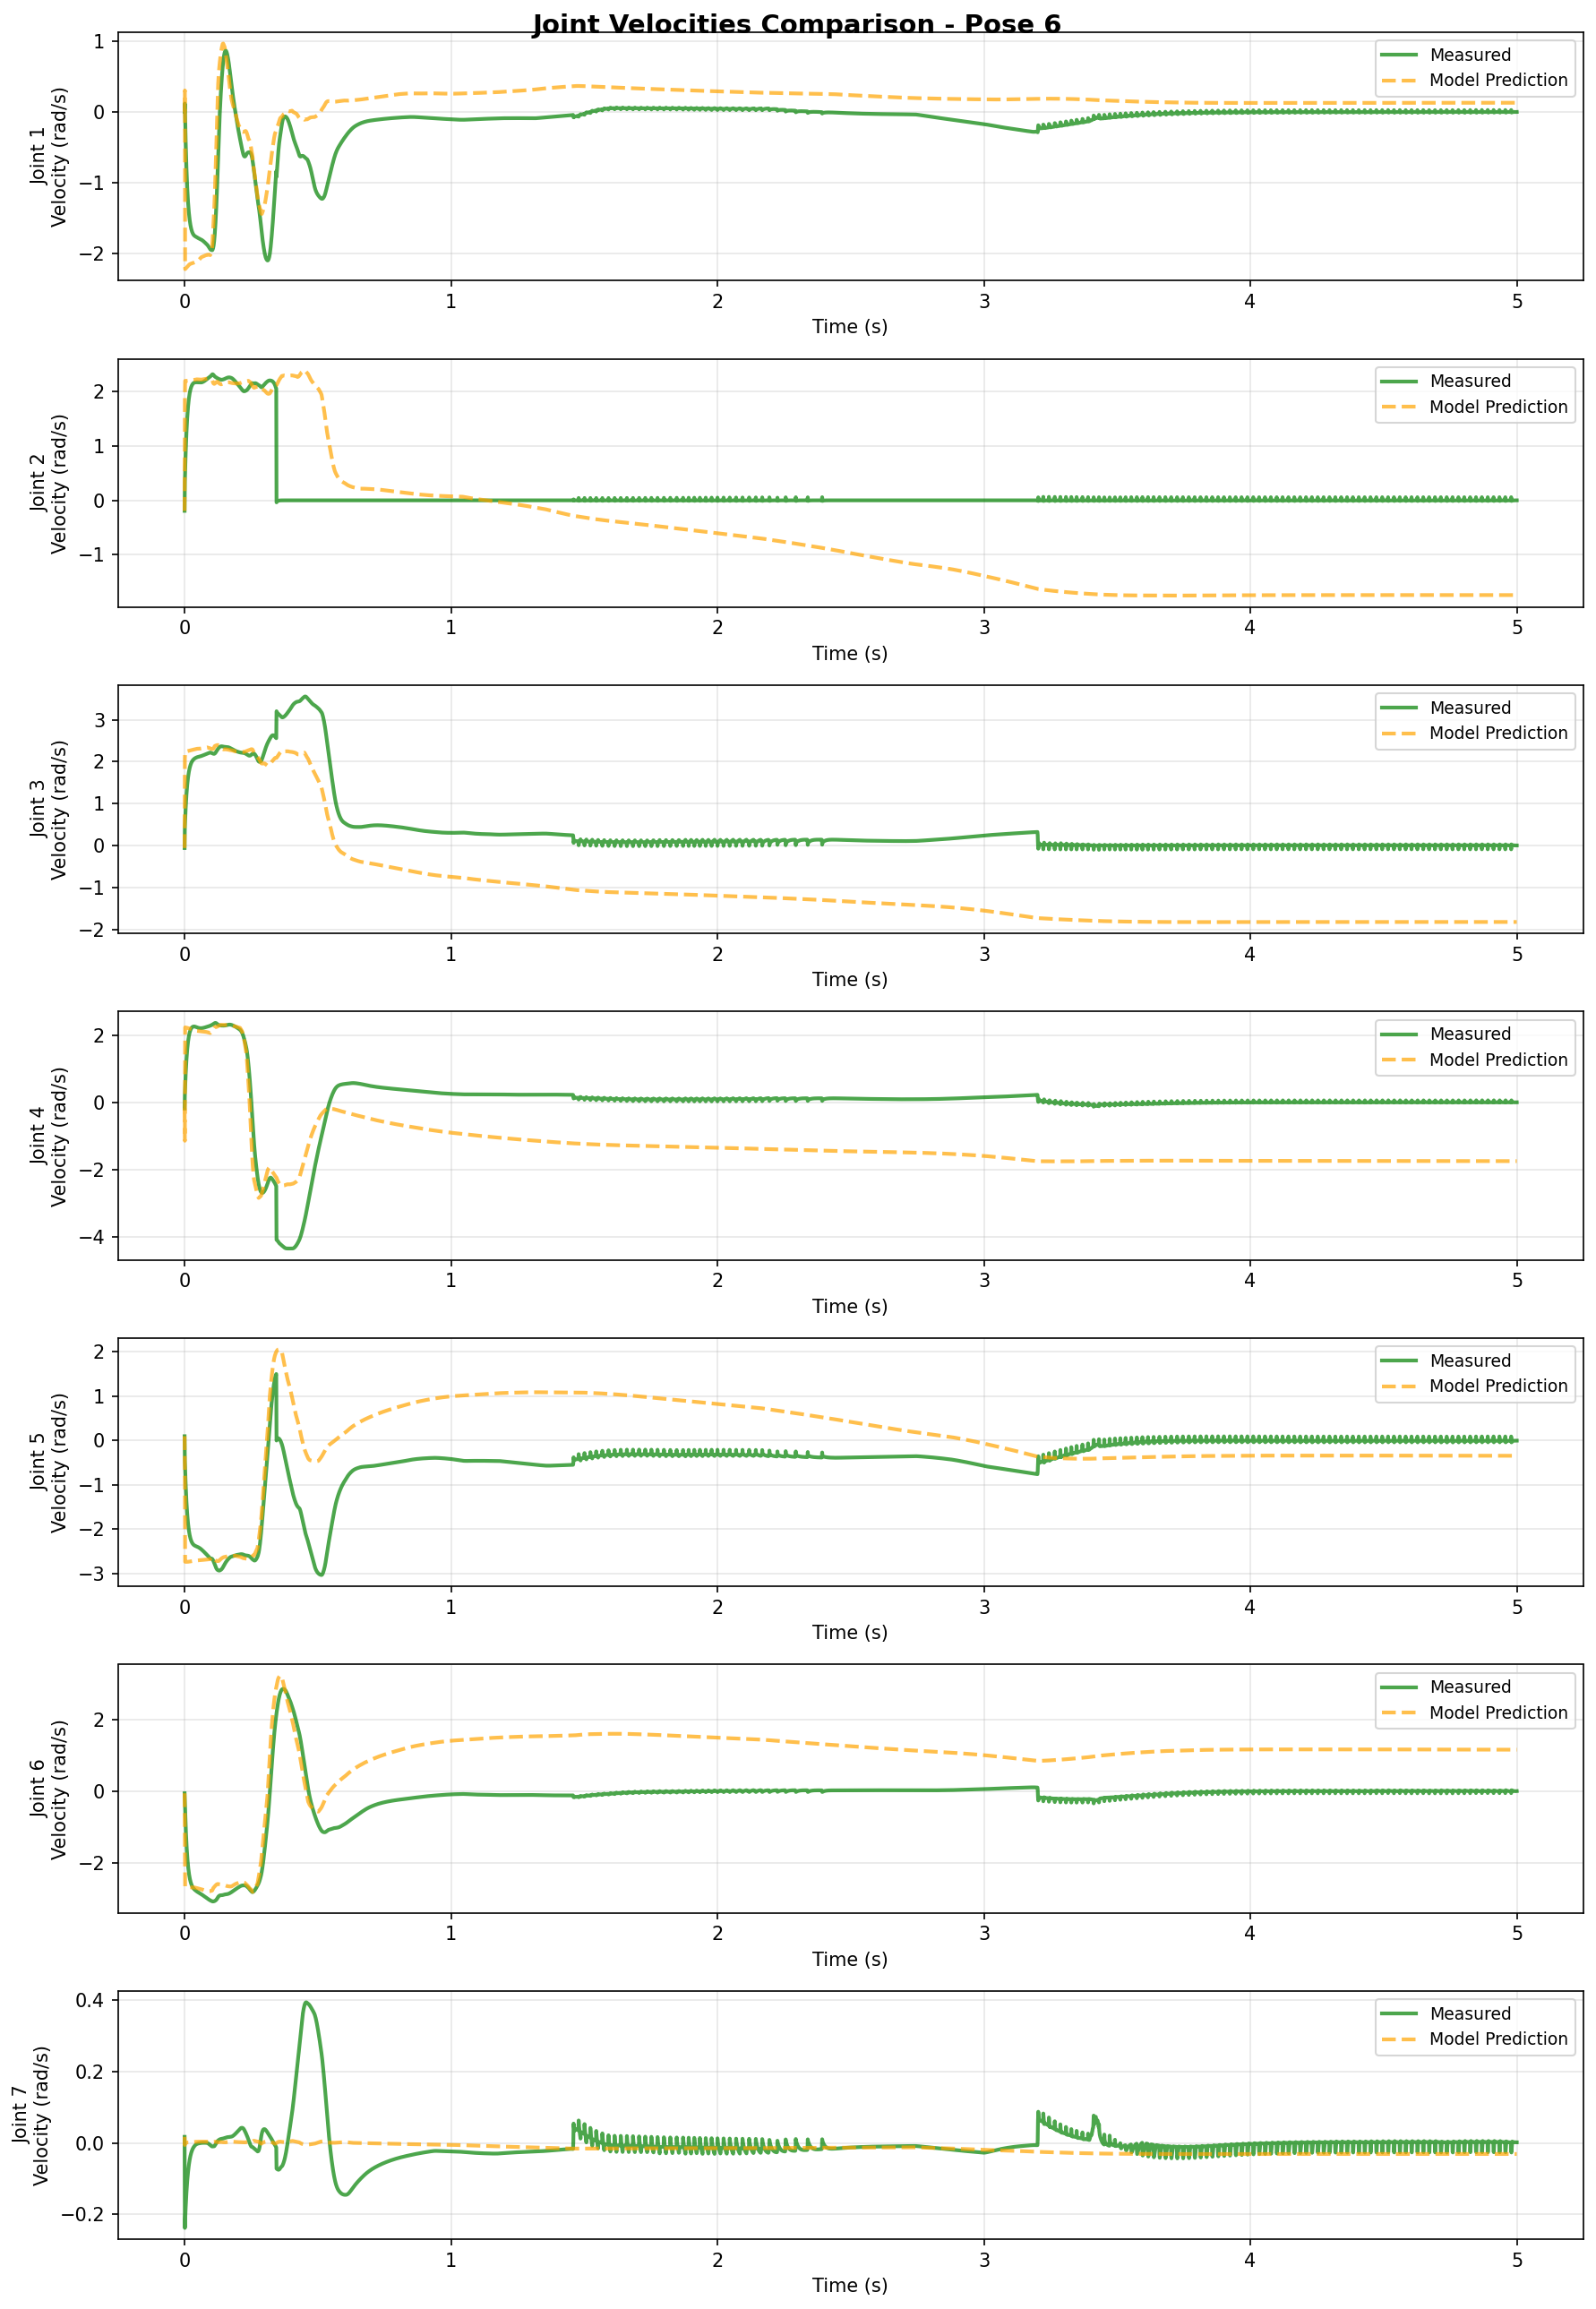 Joint Velocities Comparison - Pose 6
Joint 1
Velocity (rad/s)
1
0
−1
−2
Measured
Model Prediction
0 1 2 3 4 5
Time (s)
Joint 2
Velocity (rad/s)
2
1
0
−1
Measured
Model Prediction
0 1 2 3 4 5
Time (s)
Joint 3
Velocity (rad/s)
3
2
1
0
−1
−2
Measured
Model Prediction
0 1 2 3 4 5
Time (s)
Joint 4
Velocity (rad/s)
2
0
−2
−4
Measured
Model Prediction
0 1 2 3 4 5
Time (s)
Joint 5
Velocity (rad/s)
2
1
0
−1
−2
−3
Measured
Model Prediction
0 1 2 3 4 5
Time (s)
Joint 6
Velocity (rad/s)
2
0
−2
Measured
Model Prediction
0 1 2 3 4 5
Time (s)
Joint 7
Velocity (rad/s)
0.4
0.2
0.0
−0.2
Measured
Model Prediction
0 1 2 3 4 5
Time (s)